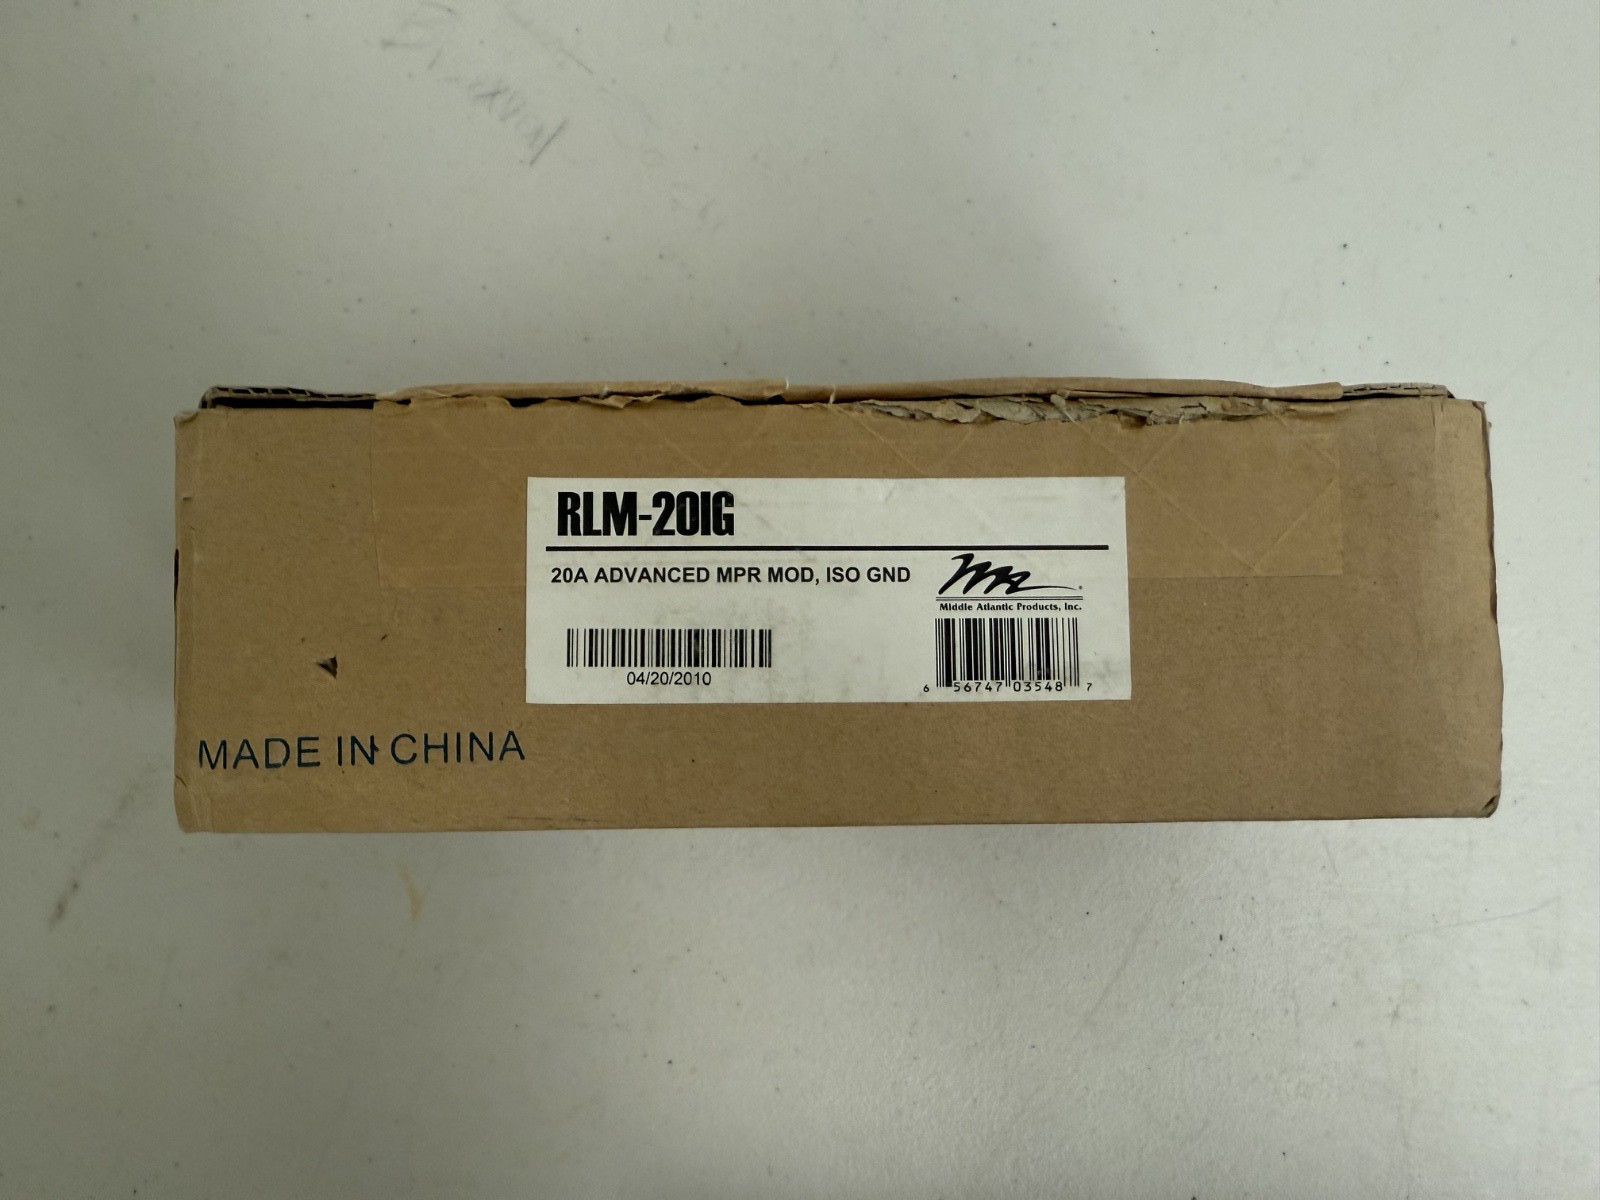 RLM-20IG
20A ADVANCED MPR MOD, ISO GND
Middle Atlantic Products, Inc.
04/20/2010
6 56747 03548 7
MADE IN CHINA